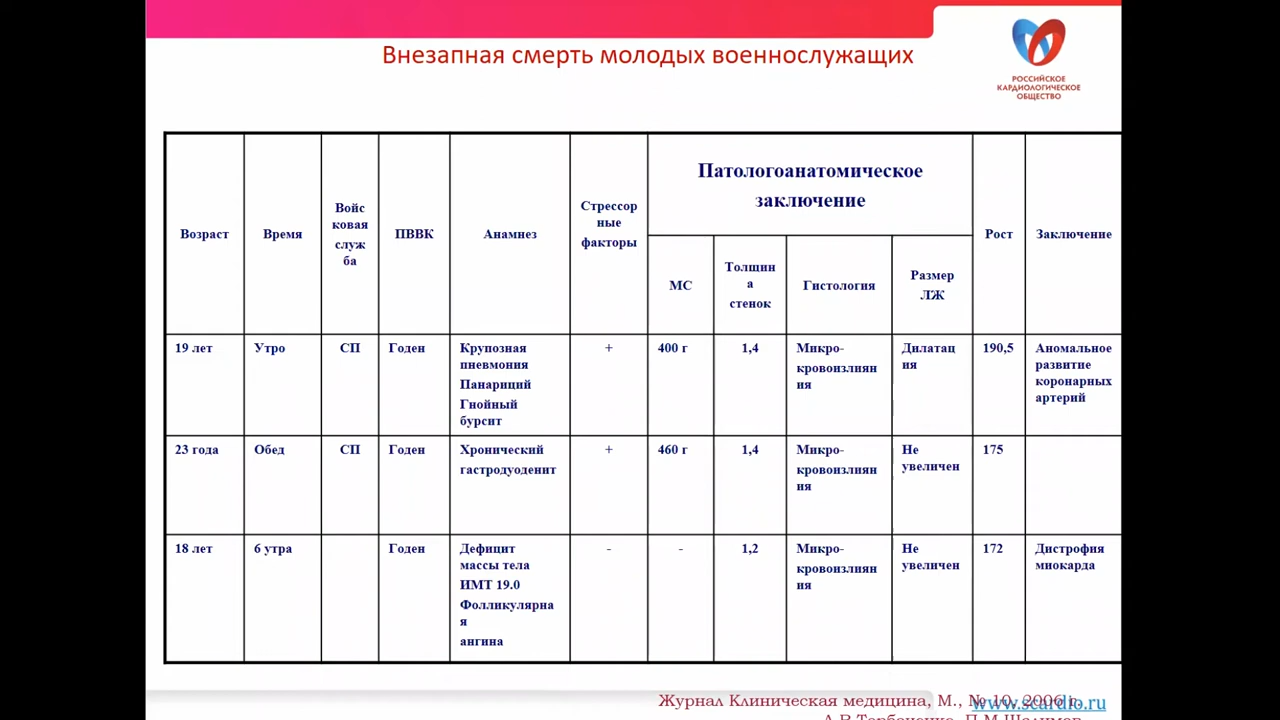 Внезапная смерть молодых военнослужащих
РОССИЙСКОЕ
КАРДИОЛОГИЧЕСКОЕ
ОБЩЕСТВО
Возраст
Время
Войс
ковая
служ
ба
ПВВК
Анамнез
Стрессор
ные
факторы
Патологоанатомическое
заключение
МС
Толщин
а
стенок
Гистология
Размер
ЛЖ
Рост
Заключение
19 лет
Утро
СП
Годен
Крупозная
пневмония
Панариций
Гнойный
бурсит
+
400 г
1,4
Микро-
кровоизлиян
ия
Дилатац
ия
190,5
Аномальное
развитие
коронарных
артерий
23 года
Обед
СП
Годен
Хронический
гастродуоденит
+
460 г
1,4
Микро-
кровоизлиян
ия
Не
увеличен
175
18 лет
6 утра
Годен
Дефицит
массы тела
ИМТ 19.0
Фолликулярна
я
ангина
-
-
1,2
Микро-
кровоизлиян
ия
Не
увеличен
172
Дистрофия
миокарда
Журнал Клиническая медицина, М., № 10, 2006 г.
www.scardio.ru